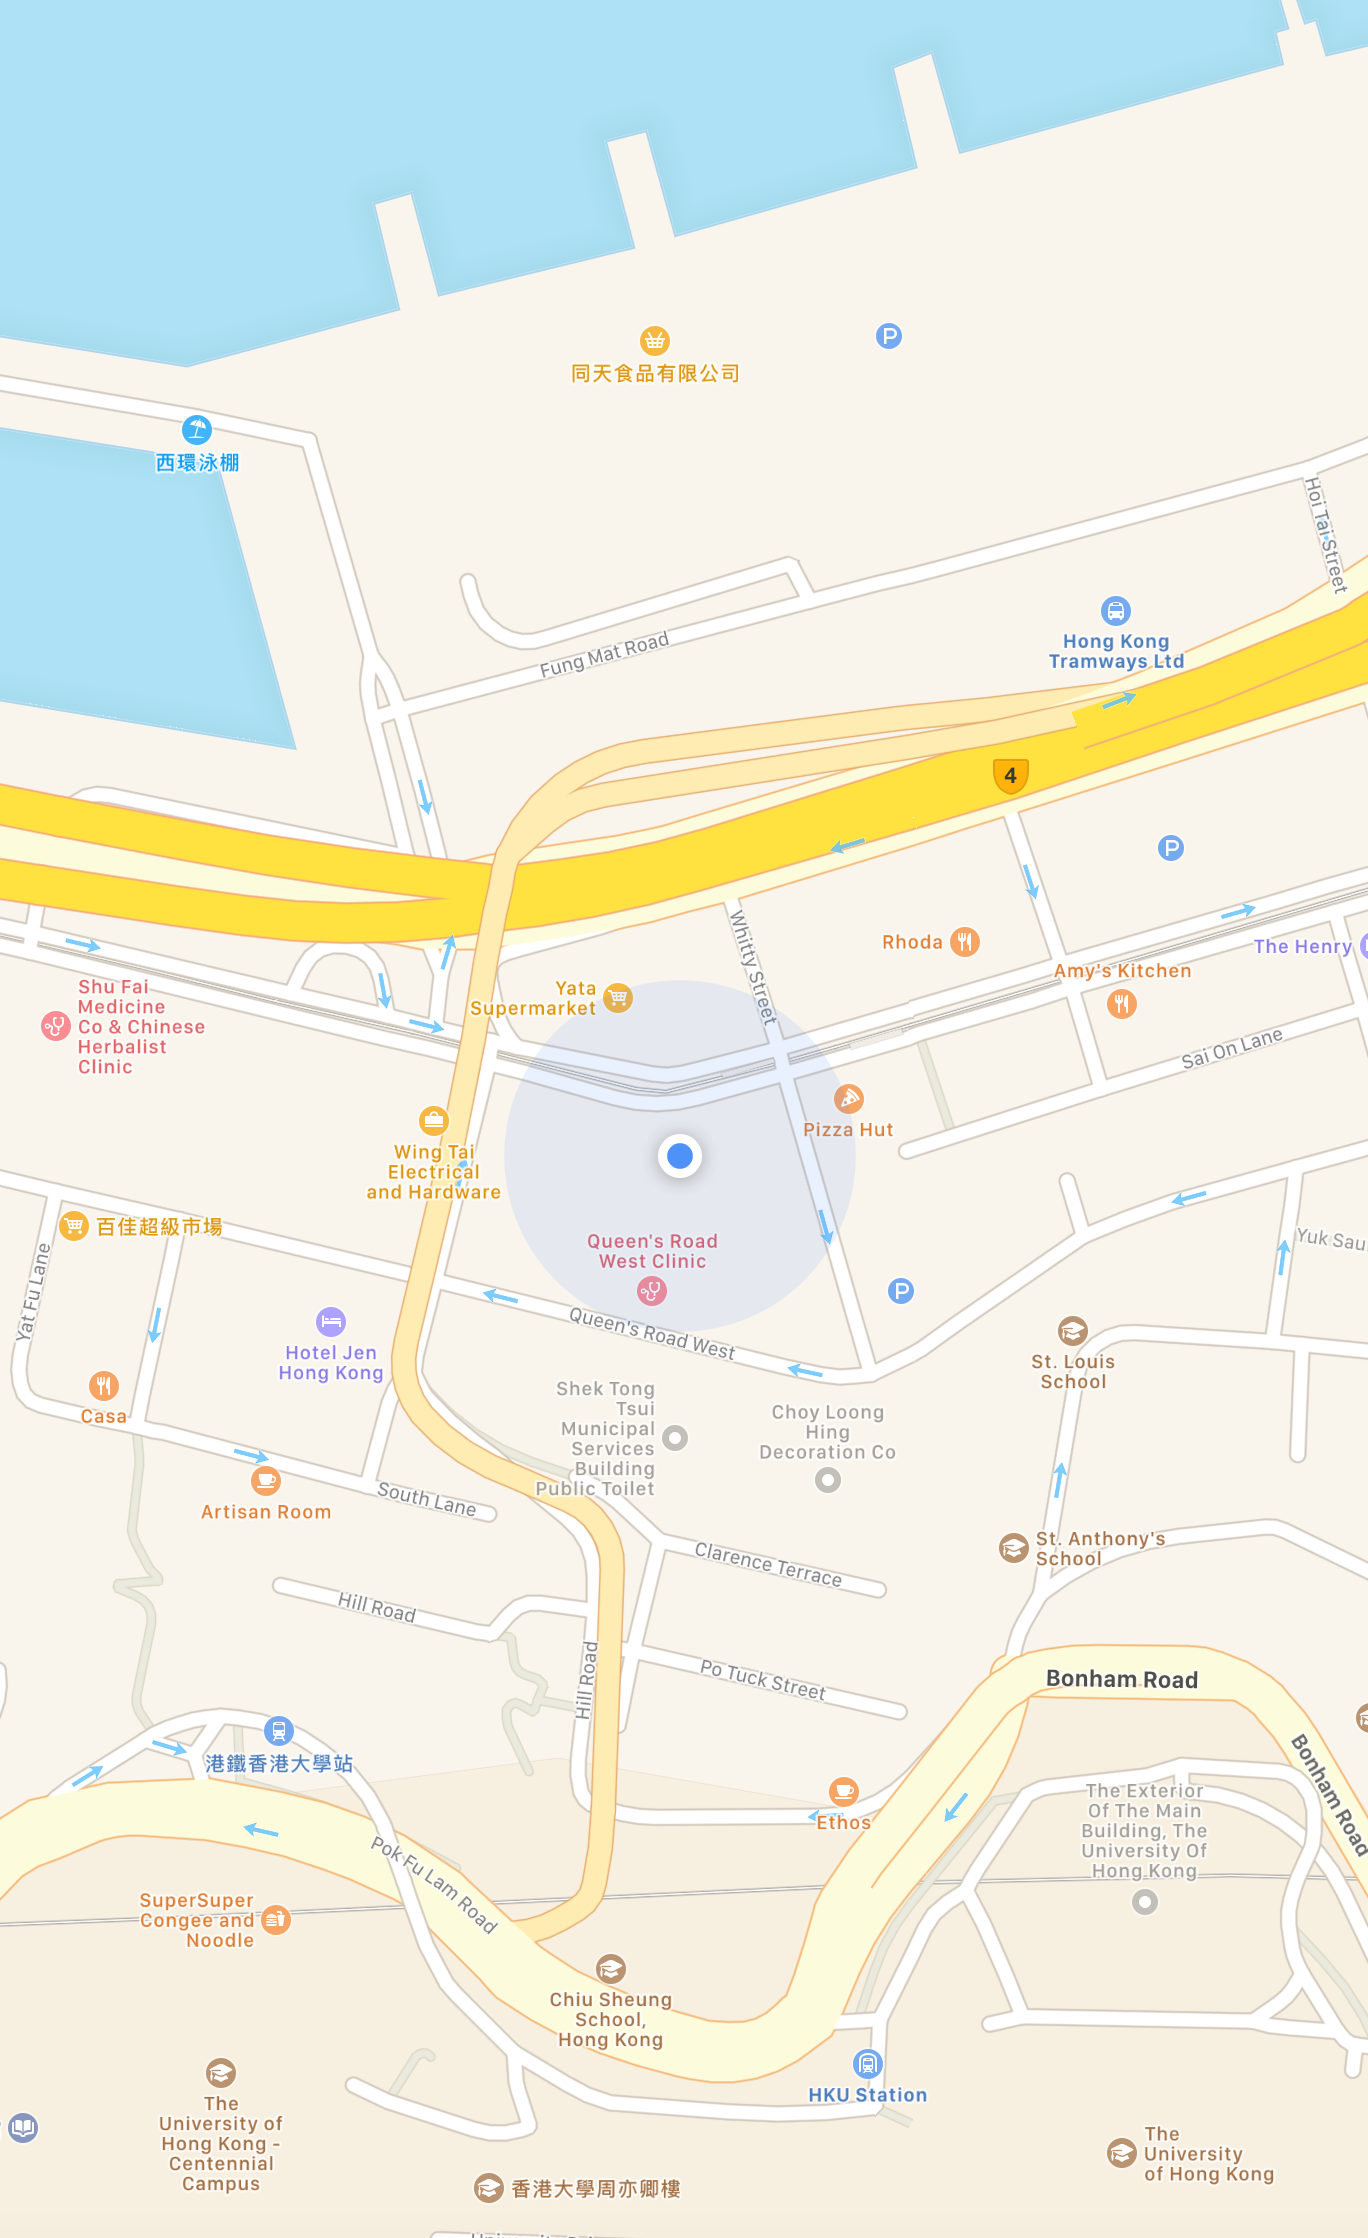 同天食品有限公司
P
西環泳棚
Hoi Tai Street
Hong Kong
Tramways Ltd
Fung Mat Road
4
P
Whitty Street
Rhoda
The Henry
Amy's Kitchen
Yata
Supermarket
Shu Fai
Medicine
Co & Chinese
Herbalist
Clinic
Sai On Lane
Pizza Hut
Wing Tai
Electrical
and Hardware
百佳超級市場
Queen's Road
West Clinic
Yuk Sau
Yat Fu Lane
P
Queen's Road West
Hotel Jen
Hong Kong
St. Louis
School
Casa
Shek Tong
Tsui
Municipal
Services
Building
Public Toilet
Choy Loong
Hing
Decoration Co
Artisan Room
South Lane
St. Anthony's
School
Clarence Terrace
Hill Road
Hill Road
Po Tuck Street
Bonham Road
Bonham Road
港鐵香港大學站
The Exterior
Of The Main
Building, The
University Of
Hong Kong
Ethos
Pok Fu Lam Road
SuperSuper
Congee and
Noodle
Chiu Sheung
School,
Hong Kong
HKU Station
The
University of
Hong Kong -
Centennial
Campus
The
University
of Hong Kong
香港大學周亦卿樓